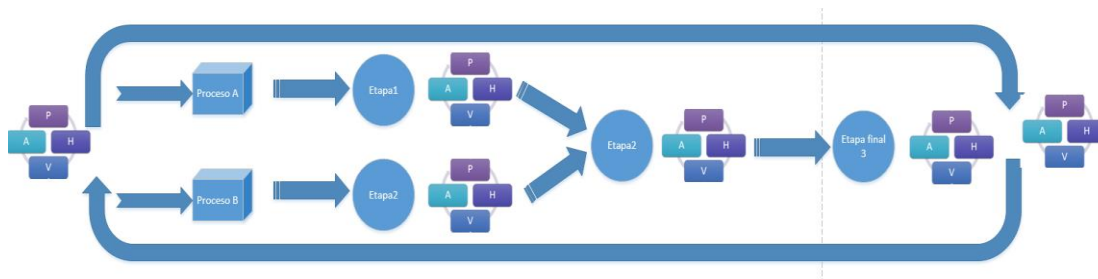 P
A H
V
Proceso A
Etapa1
P
A H
V
Proceso B
Etapa2
P
A H
V
Etapa2
P
A H
V
Etapa final
3
P
A H
V
P
A H
V